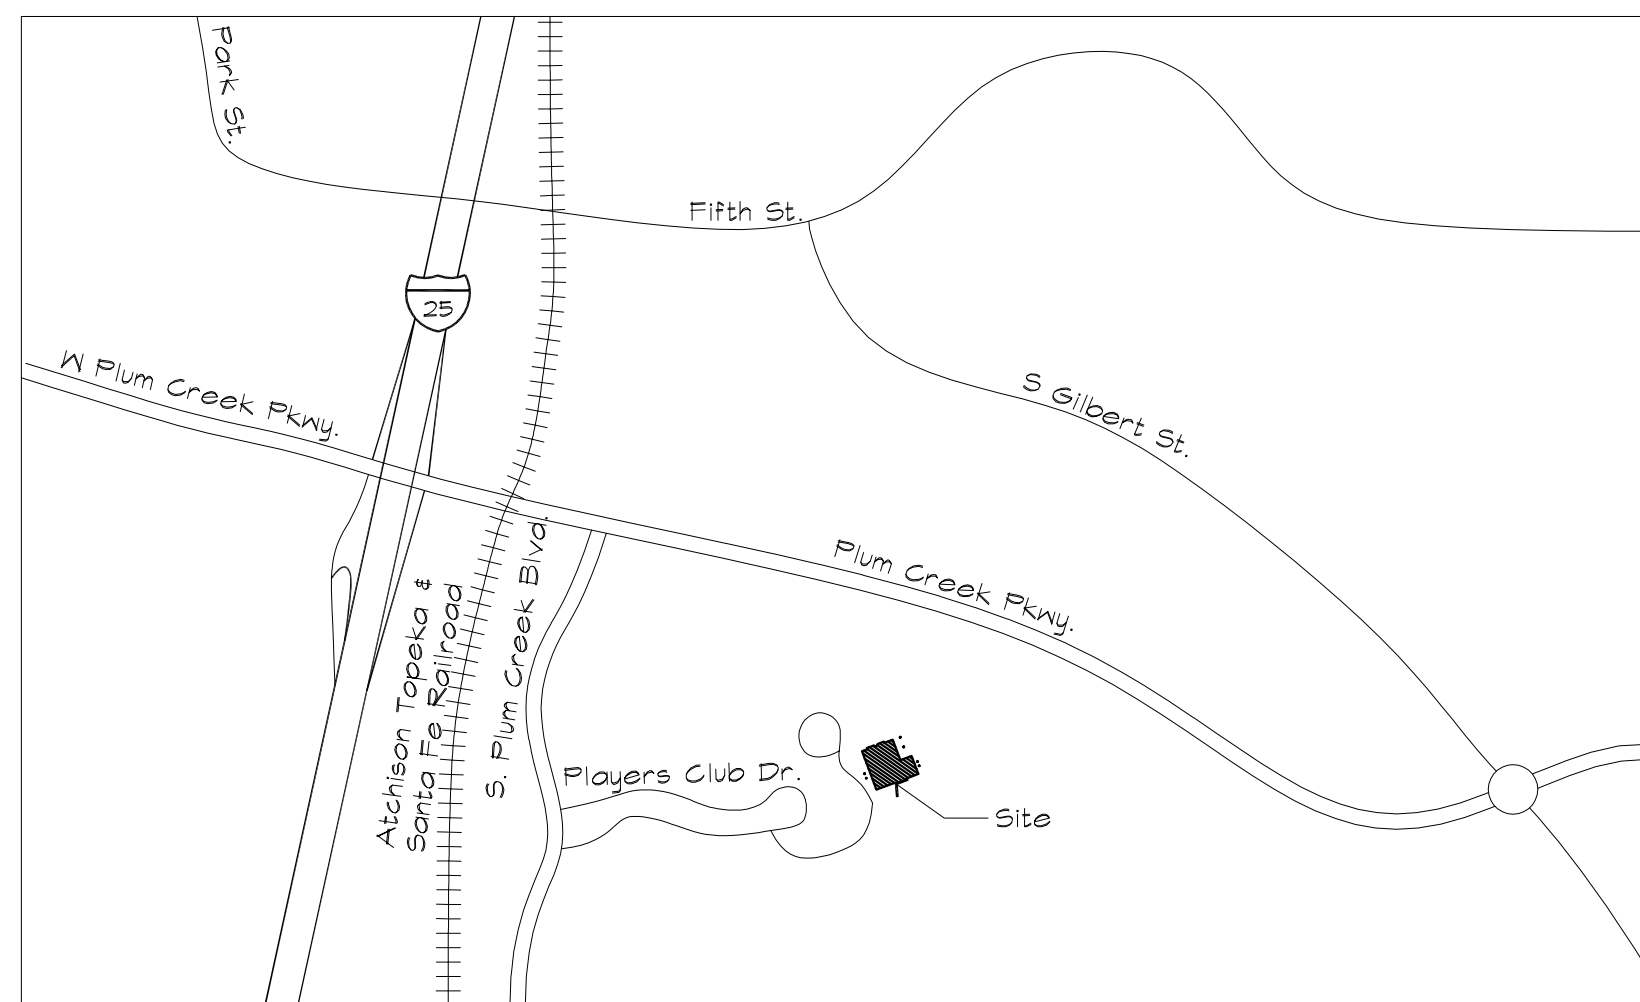 Park St.
Fifth St.
25
W Plum Creek Pkwy.
S Gilbert St.
Plum Creek Pkwy.
Atchison Topeka &
Santa Fe Railroad
S. Plum Creek Blvd.
Players Club Dr.
Site